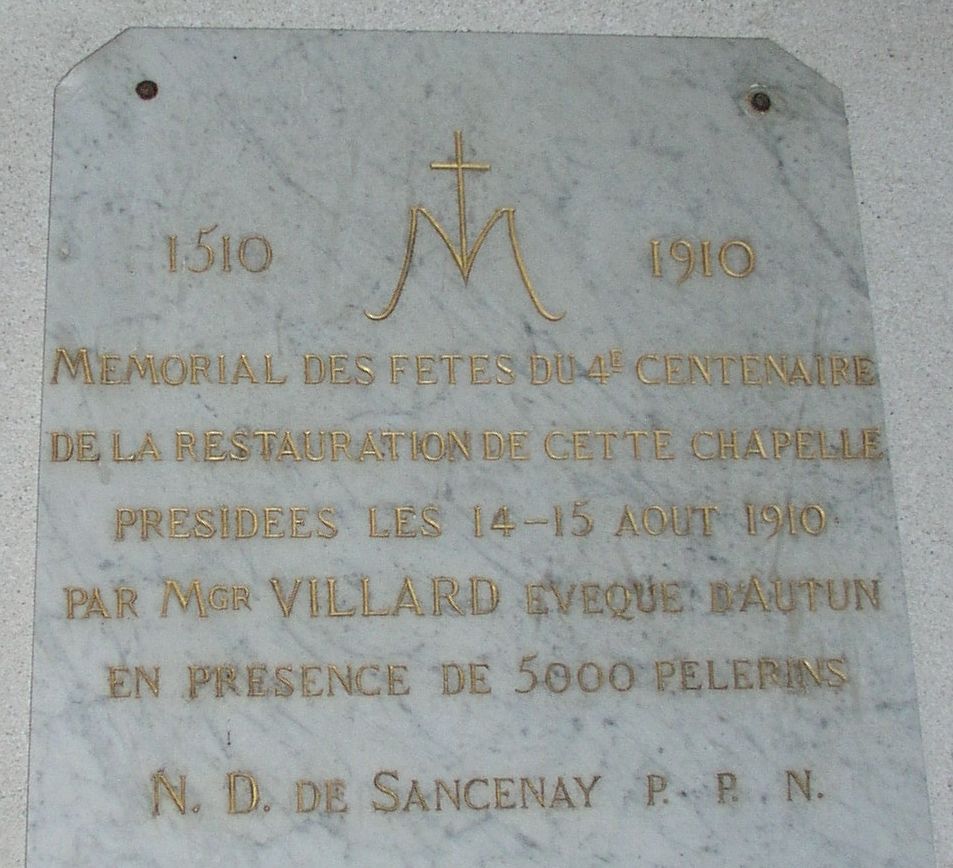 1510 1910
MEMORIAL DES FETES DU 4E CENTENAIRE
DE LA RESTAURATION DE CETTE CHAPELLE
PRESIDEES LES 14-15 AOUT 1910
PAR MGR VILLARD EVEQUE D'AUTUN
EN PRESENCE DE 5000 PELERINS
N. D. DE SANCENAY P. P. N.